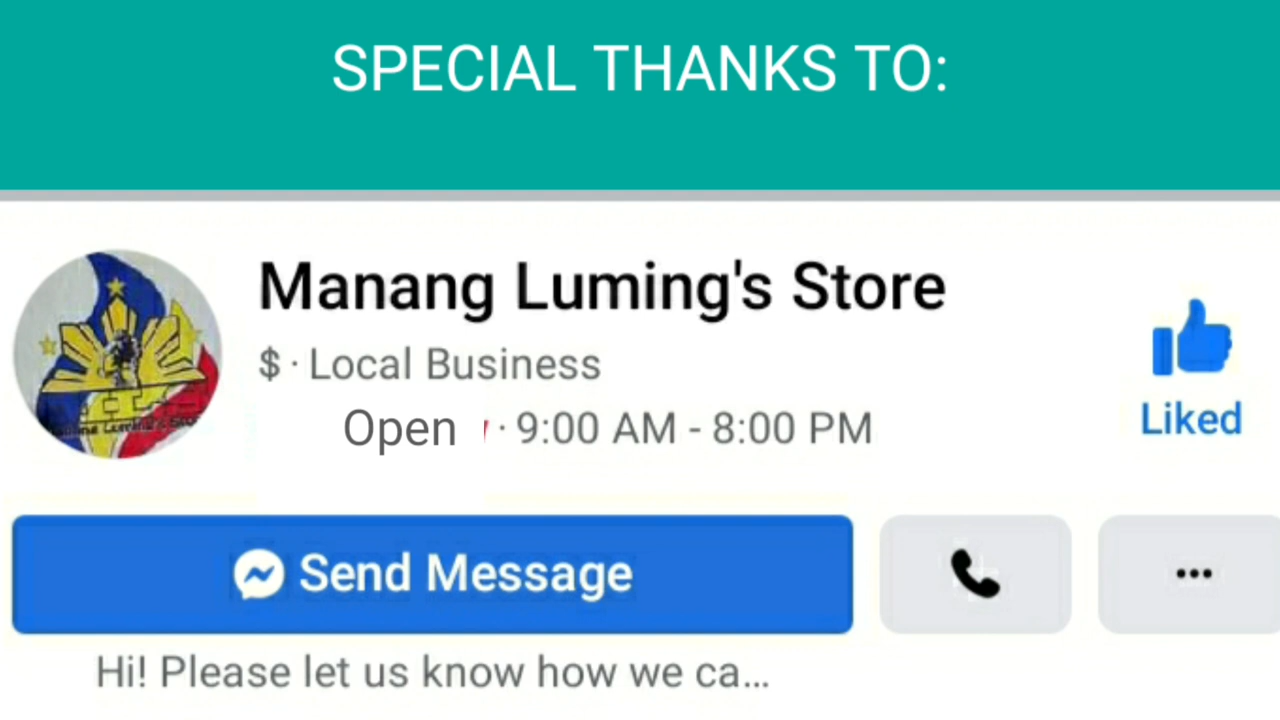 SPECIAL THANKS TO:
Manang Luming's Store
$ · Local Business
Open · 9:00 AM - 8:00 PM
Liked
Send Message
Hi! Please let us know how we ca...